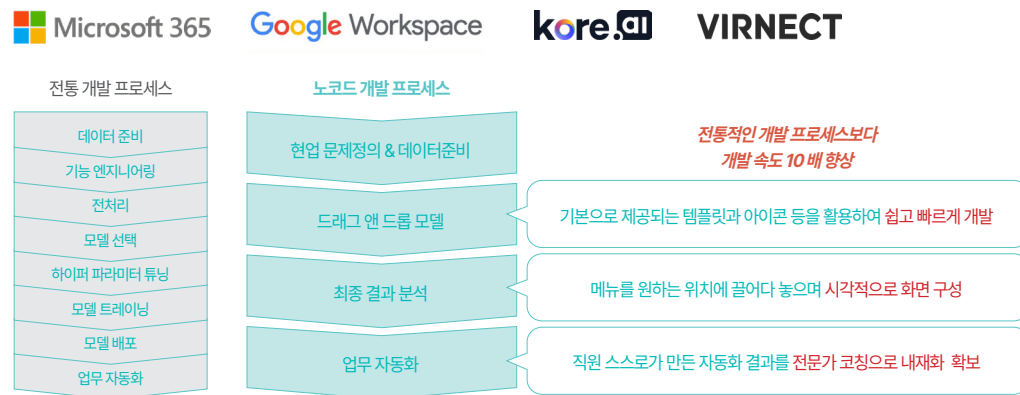 Microsoft 365
Google Workspace
kore.ai
VIRNECT
전통 개발 프로세스
데이터 준비
기능 엔지니어링
전처리
모델 선택
하이퍼 파라미터 튜닝
모델 트레이닝
모델 배포
업무 자동화
노코드 개발 프로세스
현업 문제정의 & 데이터준비
드래그 앤 드롭 모델
최종 결과 분석
업무 자동화
전통적인 개발 프로세스보다
개발 속도 10 배 향상
기본으로 제공되는 템플릿과 아이콘 등을 활용하여 쉽고 빠르게 개발
메뉴를 원하는 위치에 끌어다 놓으며 시각적으로 화면 구성
직원 스스로가 만든 자동화 결과를 전문가 코칭으로 내재화 확보